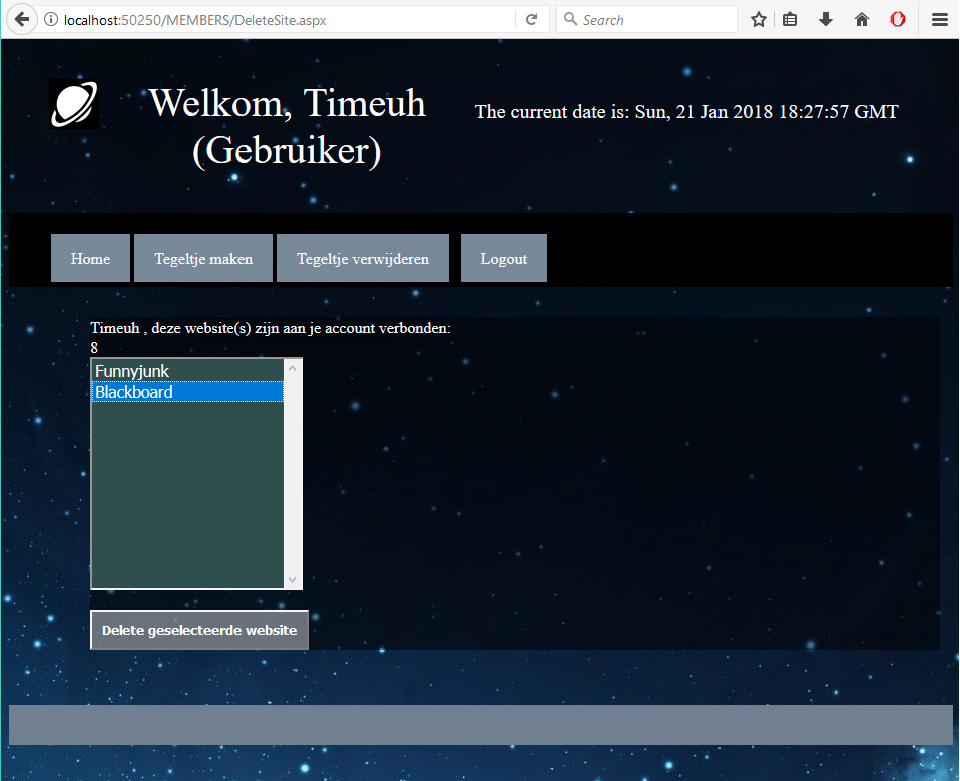 localhost:50250/MEMBERS/DeleteSite.aspx
Search
Welkom, Timeuh
(Gebruiker)
The current date is: Sun, 21 Jan 2018 18:27:57 GMT
Home
Tegeltje maken
Tegeltje verwijderen
Logout
Timeuh , deze website(s) zijn aan je account verbonden:
8
Funnyjunk
Blackboard
Delete geselecteerde website